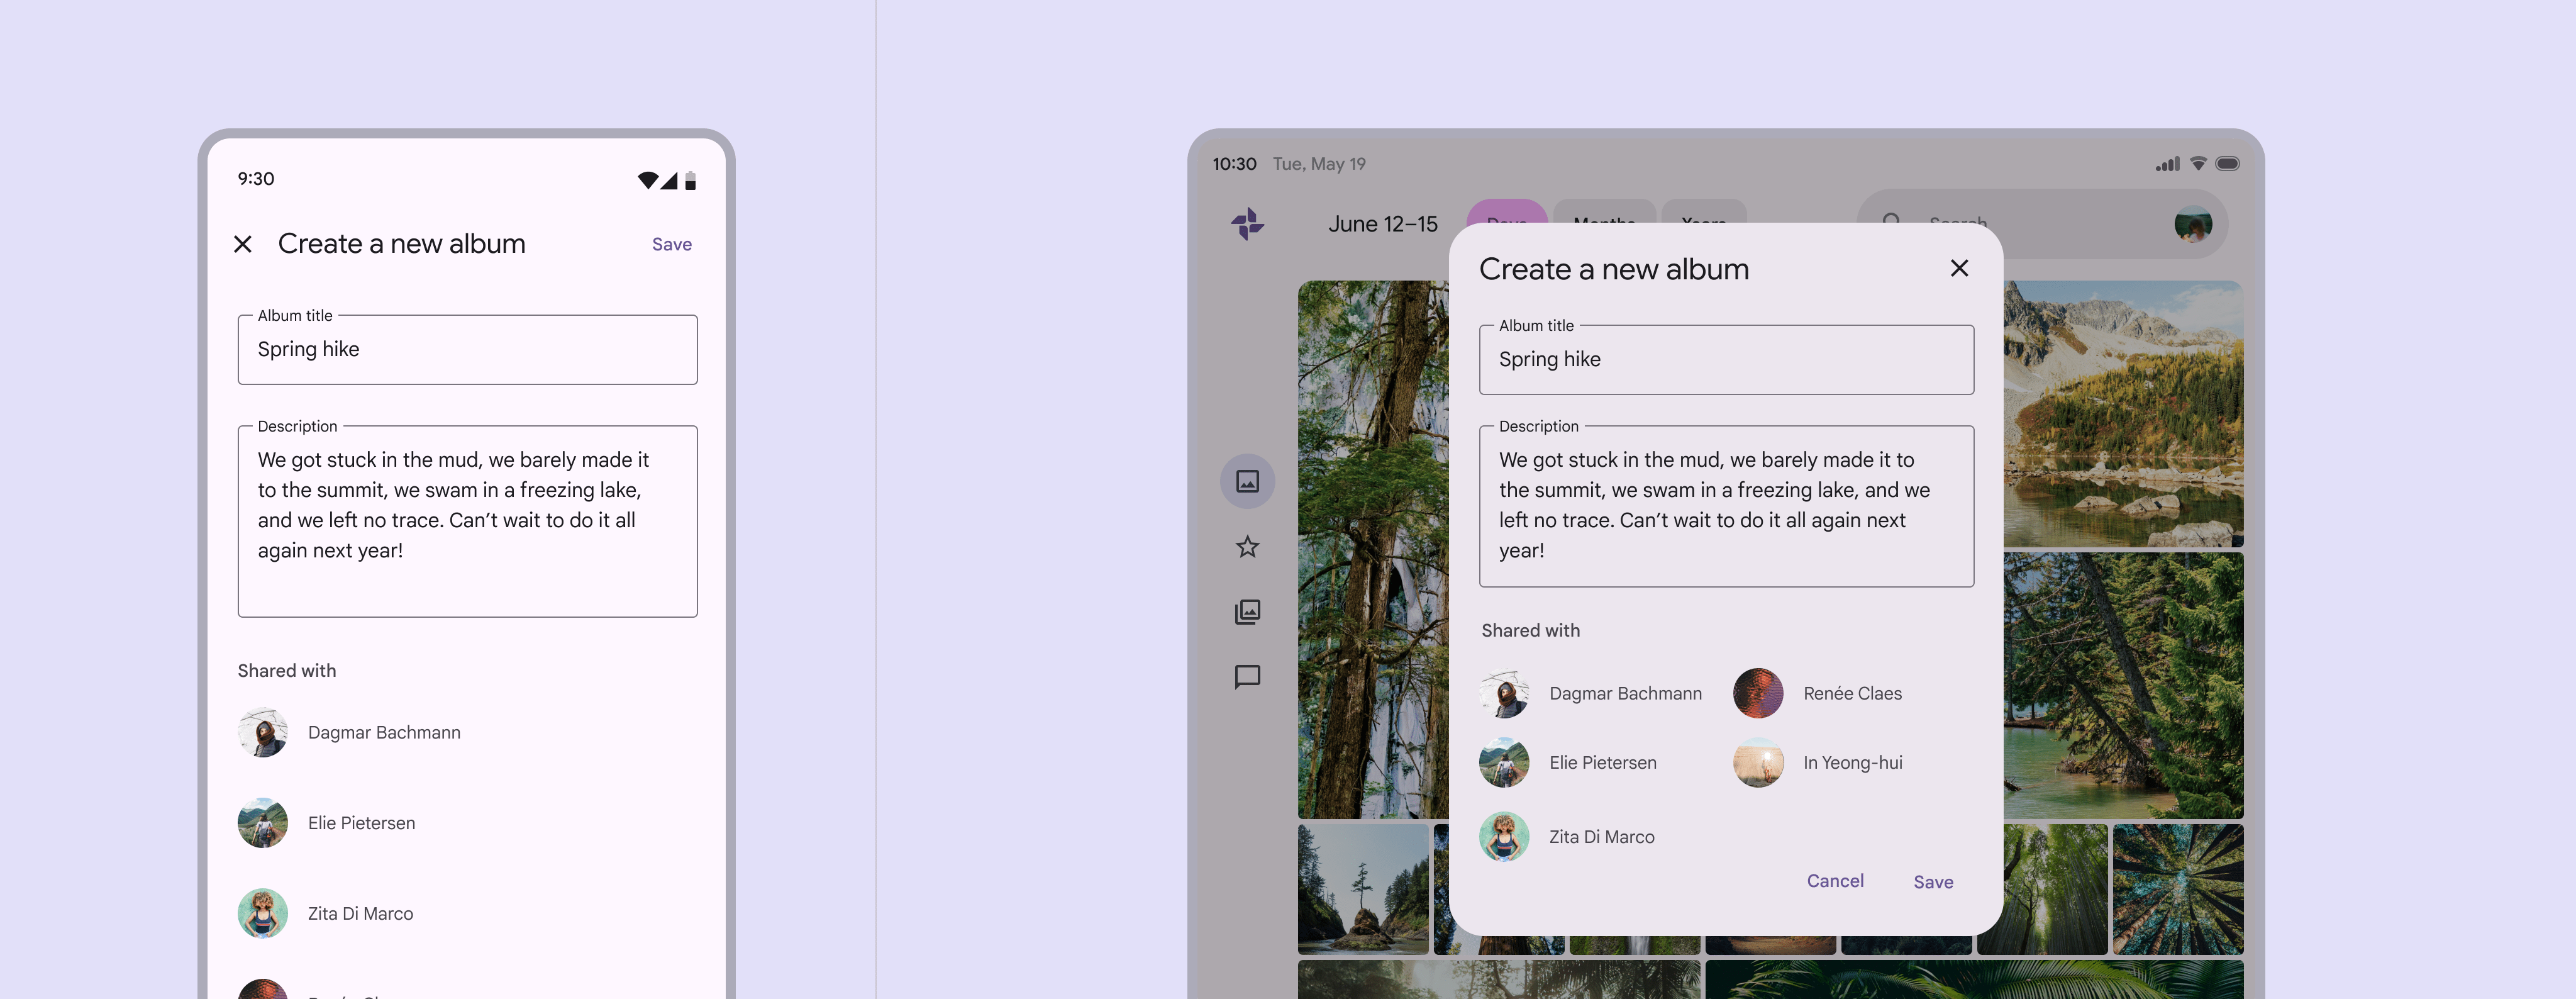 9:30
Create a new album
Save
Album title
Spring hike
Description
We got stuck in the mud, we barely made it
to the summit, we swam in a freezing lake,
and we left no trace. Can’t wait to do it all
again next year!
Shared with
Dagmar Bachmann
Elie Pietersen
Zita Di Marco
10:30 Tue, May 19
June 12–15
Days
Months
Years
Search
Create a new album
Album title
Spring hike
Description
We got stuck in the mud, we barely made it to
the summit, we swam in a freezing lake, and we
left no trace. Can’t wait to do it all again next
year!
Shared with
Dagmar Bachmann
Renée Claes
Elie Pietersen
In Yeong-hui
Zita Di Marco
Cancel
Save